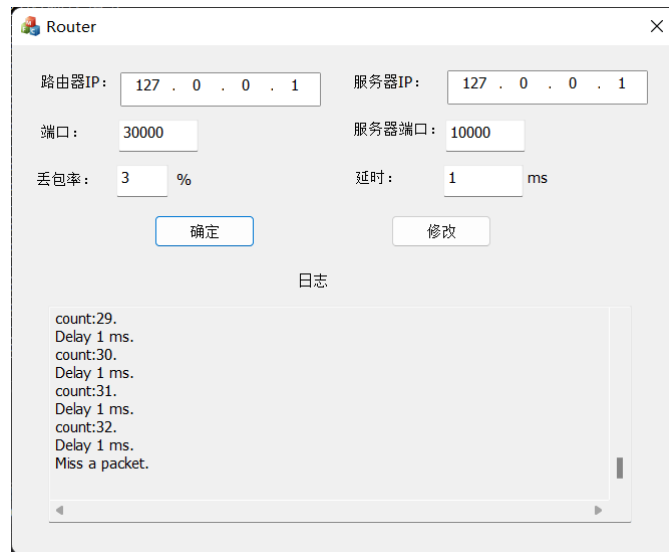 Router
路由器IP： 127 . 0 . 0 . 1 服务器IP： 127 . 0 . 0 . 1
端口： 30000 服务器端口： 10000
丢包率： 3 % 延时： 1 ms
确定 修改
日志
count:29.
Delay 1 ms.
count:30.
Delay 1 ms.
count:31.
Delay 1 ms.
count:32.
Delay 1 ms.
Miss a packet.